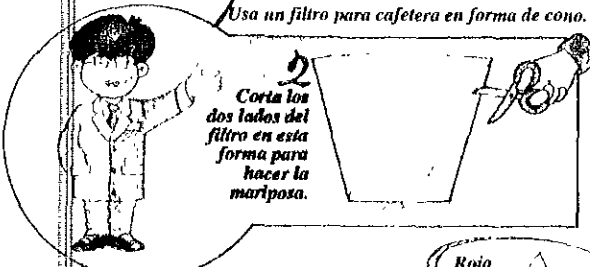 Usa un filtro para cafetera en forma de cono.
2
Corta los
dos lados del
filtro en esta
forma para
hacer la
mariposa.
Rojo